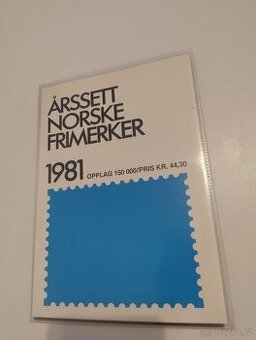 ÅRSSETT
NORSKE
FRIMERKER
1981 OPPLAG 150 000/PRIS KR. 44,30